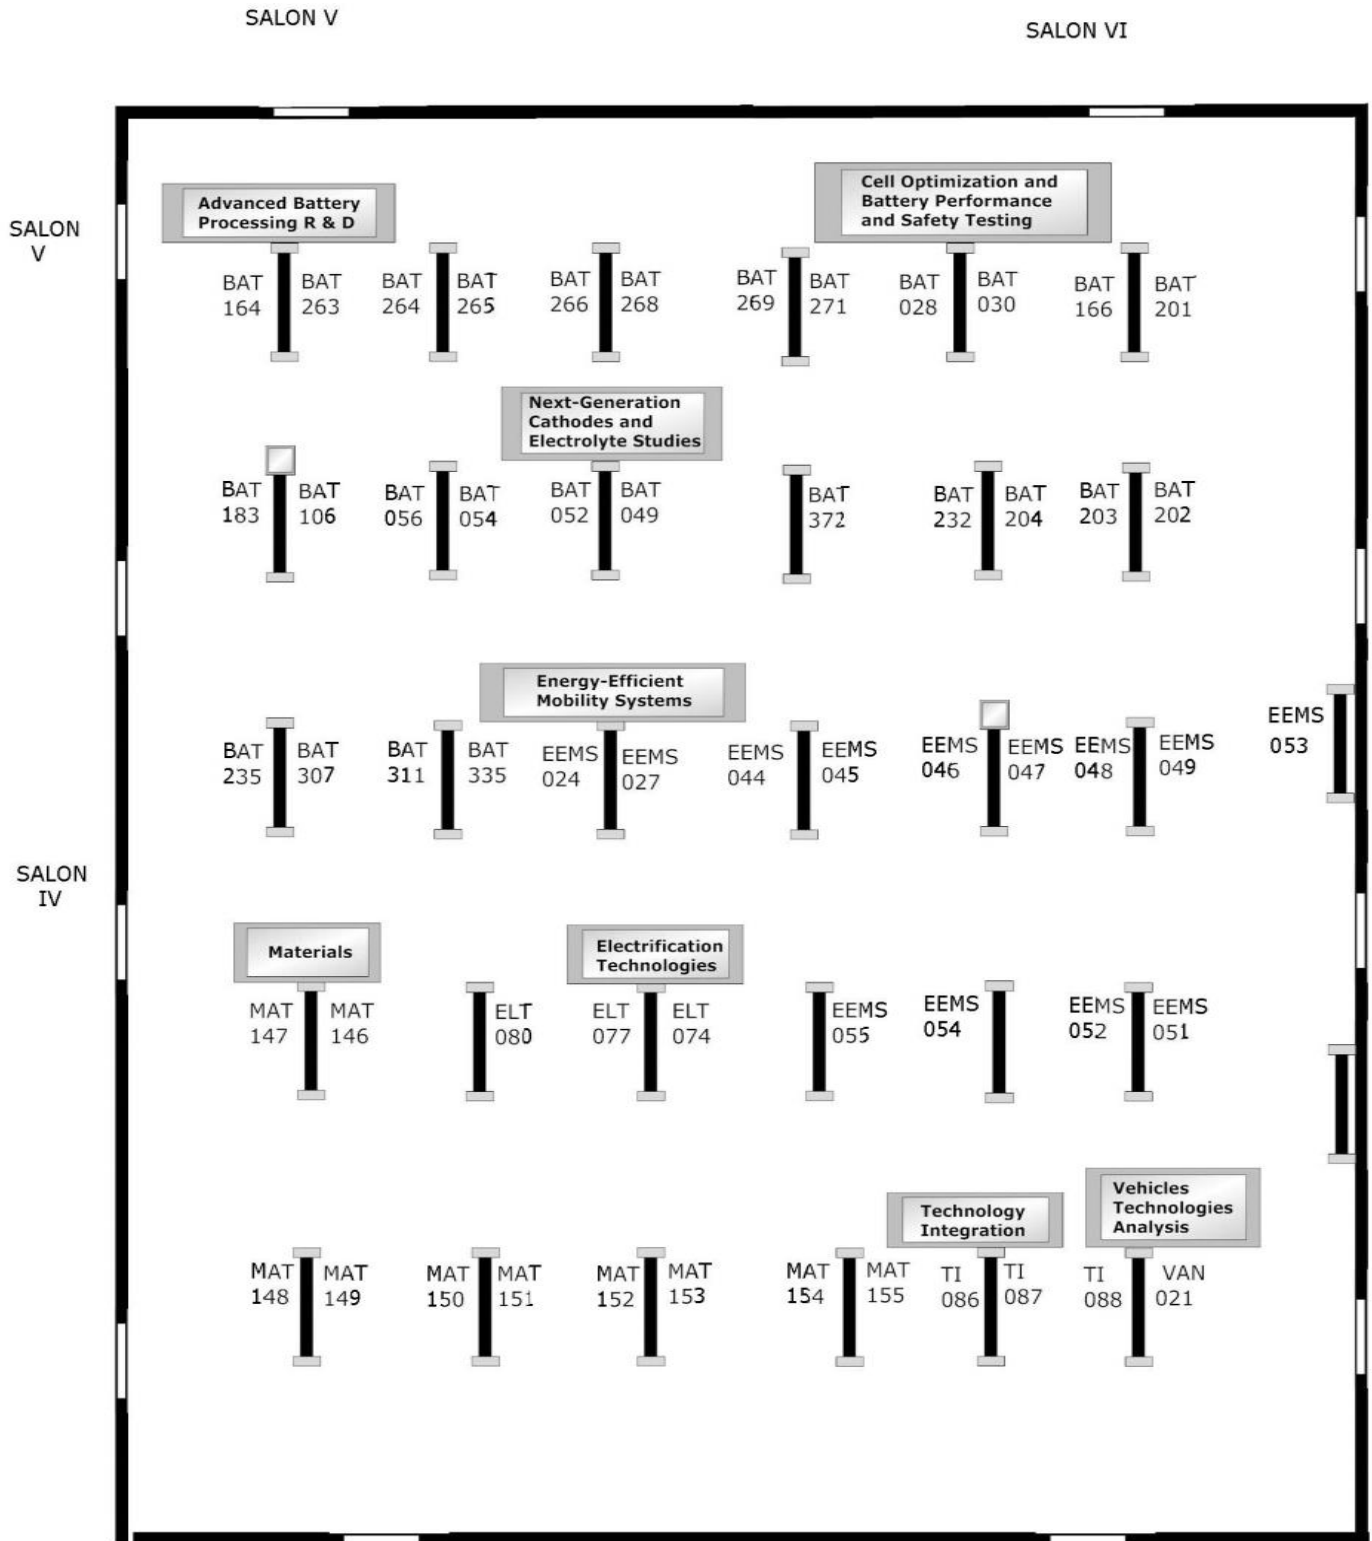 SALON V
SALON VI
SALON
V
Advanced Battery
Processing R & D
Cell Optimization and
Battery Performance
and Safety Testing
BAT
164
BAT
263
BAT
264
BAT
265
BAT
266
BAT
268
BAT
269
BAT
271
BAT
028
BAT
030
BAT
166
BAT
201
Next-Generation
Cathodes and
Electrolyte Studies
BAT
183
BAT
106
BAT
056
BAT
054
BAT
052
BAT
049
BAT
372
BAT
232
BAT
204
BAT
203
BAT
202
Energy-Efficient
Mobility Systems
BAT
235
BAT
307
BAT
311
BAT
335
EEMS
024
EEMS
027
EEMS
044
EEMS
045
EEMS
046
EEMS
047
EEMS
048
EEMS
049
EEMS
053
SALON
IV
Materials
Electrification
Technologies
MAT
147
MAT
146
ELT
080
ELT
077
ELT
074
EEMS
055
EEMS
054
EEMS
052
EEMS
051
Technology
Integration
Vehicles
Technologies
Analysis
MAT
148
MAT
149
MAT
150
MAT
151
MAT
152
MAT
153
MAT
154
MAT
155
TI
086
TI
087
TI
088
VAN
021